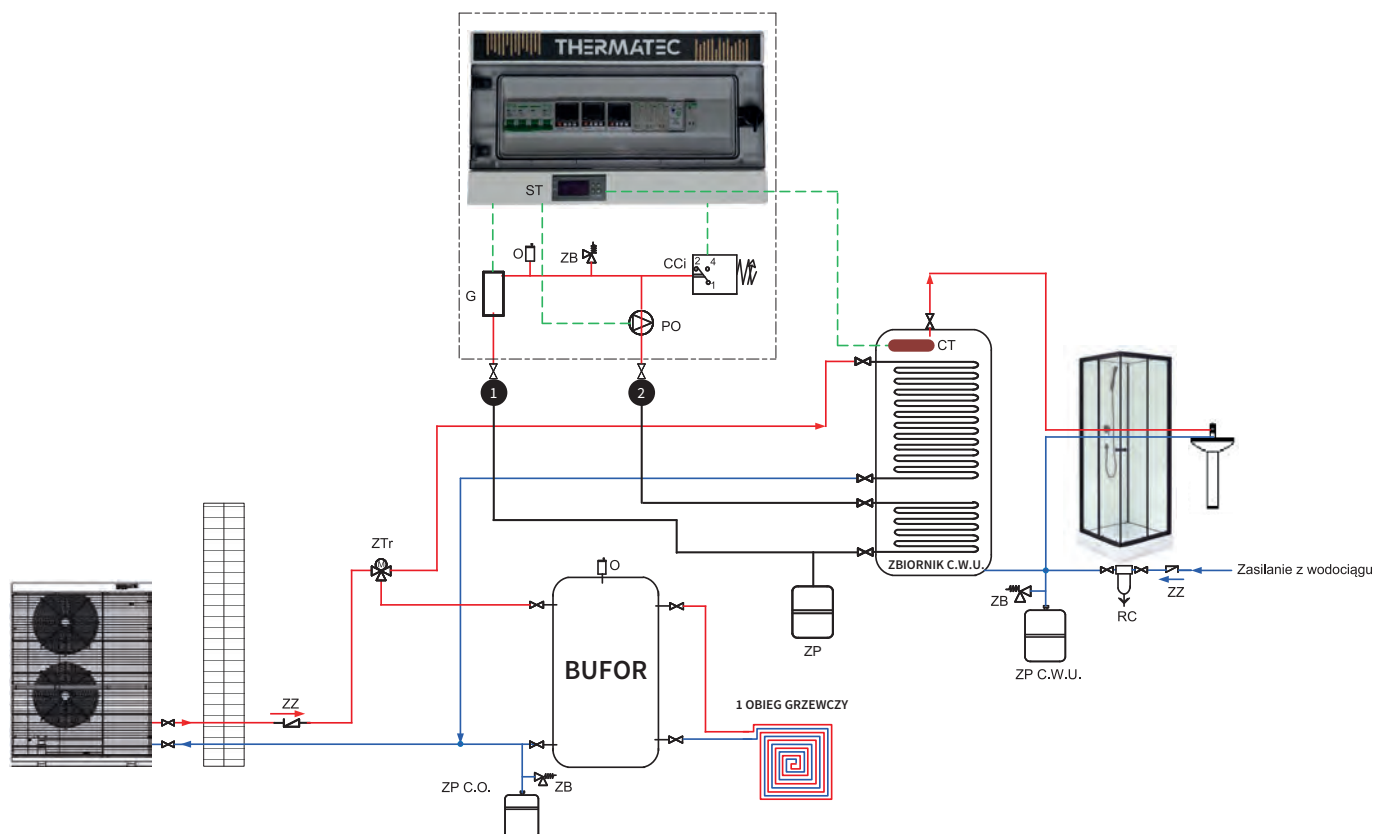 THERMATEC
ST
O
ZB
CCi
2 4
1
G
PO
CT
1
2
ZTr
O
ZBIORNIK C.W.U.
Zasilanie z wodociągu
ZZ
ZB
RC
ZP
ZP C.W.U.
BUFOR
ZZ
1 OBIEG GRZEWCZY
ZP C.O.
ZB
M